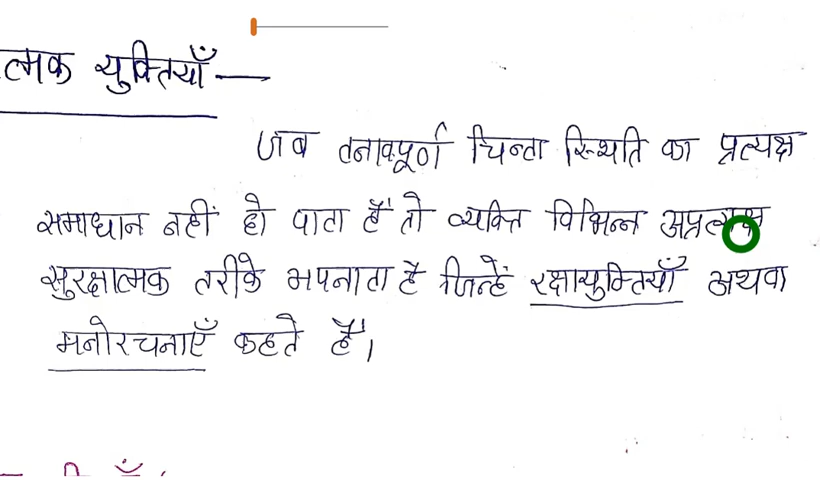 त्मक युक्तियाँ —
जब तनावपूर्ण चिन्ता स्थिति का प्रत्यक्ष
समाधान नहीं हो पाता हैं तो व्यक्ति विभिन्न अप्रत्यक्ष
सुरक्षात्मक तरीके अपनाता है जिन्हें रक्षायुक्तियाँ अथवा
मनोरचनाएँ कहते हैं।